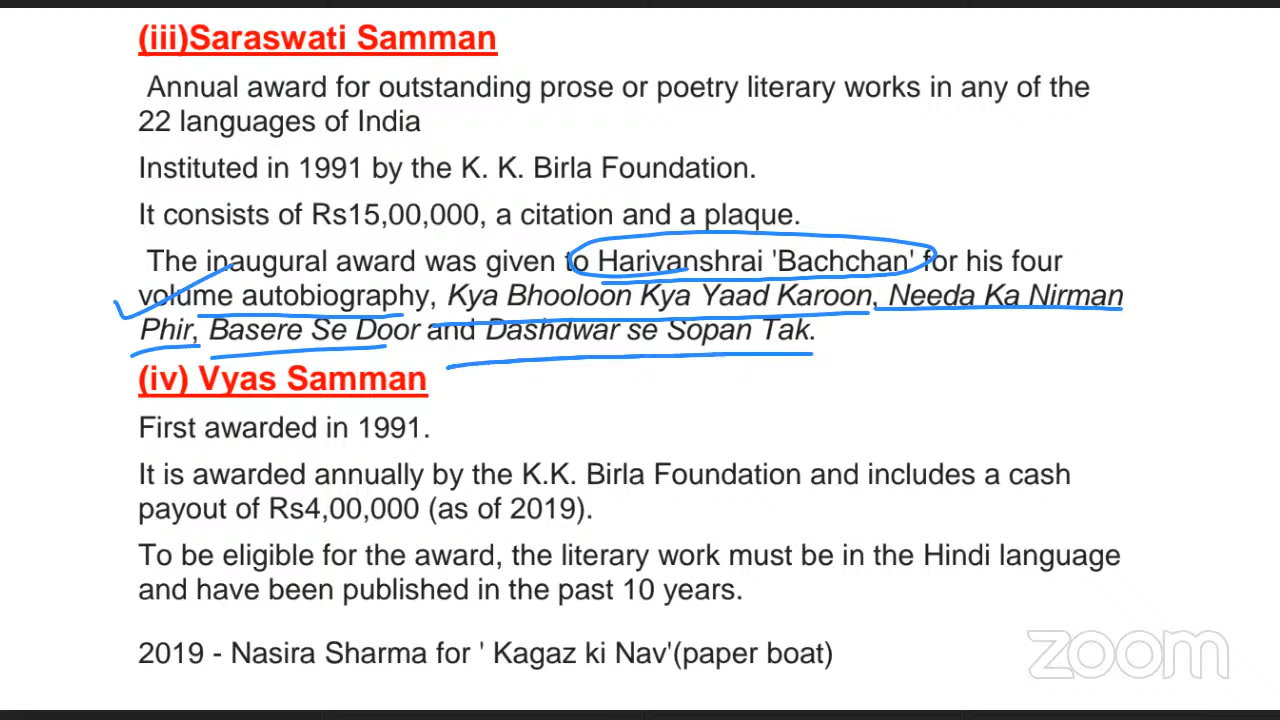 (iii)Saraswati Samman
Annual award for outstanding prose or poetry literary works in any of the
22 languages of India
Instituted in 1991 by the K. K. Birla Foundation.
It consists of Rs15,00,000, a citation and a plaque.
The inaugural award was given to Harivanshrai 'Bachchan' for his four
volume autobiography, Kya Bhooloon Kya Yaad Karoon, Needa Ka Nirman
Phir, Basere Se Door and Dashdwar se Sopan Tak.
(iv) Vyas Samman
First awarded in 1991.
It is awarded annually by the K.K. Birla Foundation and includes a cash
payout of Rs4,00,000 (as of 2019).
To be eligible for the award, the literary work must be in the Hindi language
and have been published in the past 10 years.
2019 - Nasira Sharma for ' Kagaz ki Nav'(paper boat)
zoom